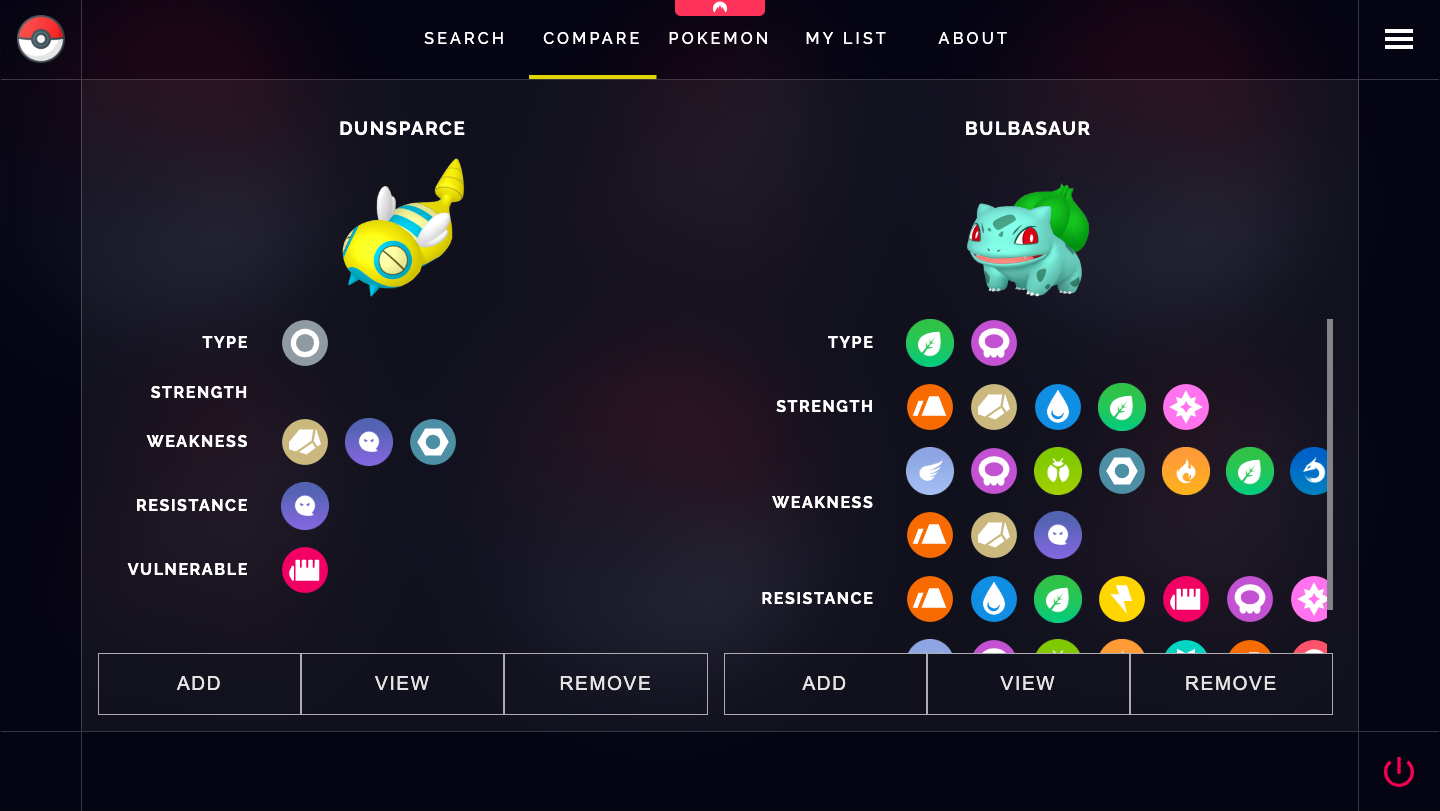 SEARCH COMPARE POKEMON MY LIST ABOUT
DUNSPARCE
TYPE
STRENGTH
WEAKNESS
RESISTANCE
VULNERABLE
ADD VIEW REMOVE
BULBASAUR
TYPE
STRENGTH
WEAKNESS
RESISTANCE
ADD VIEW REMOVE